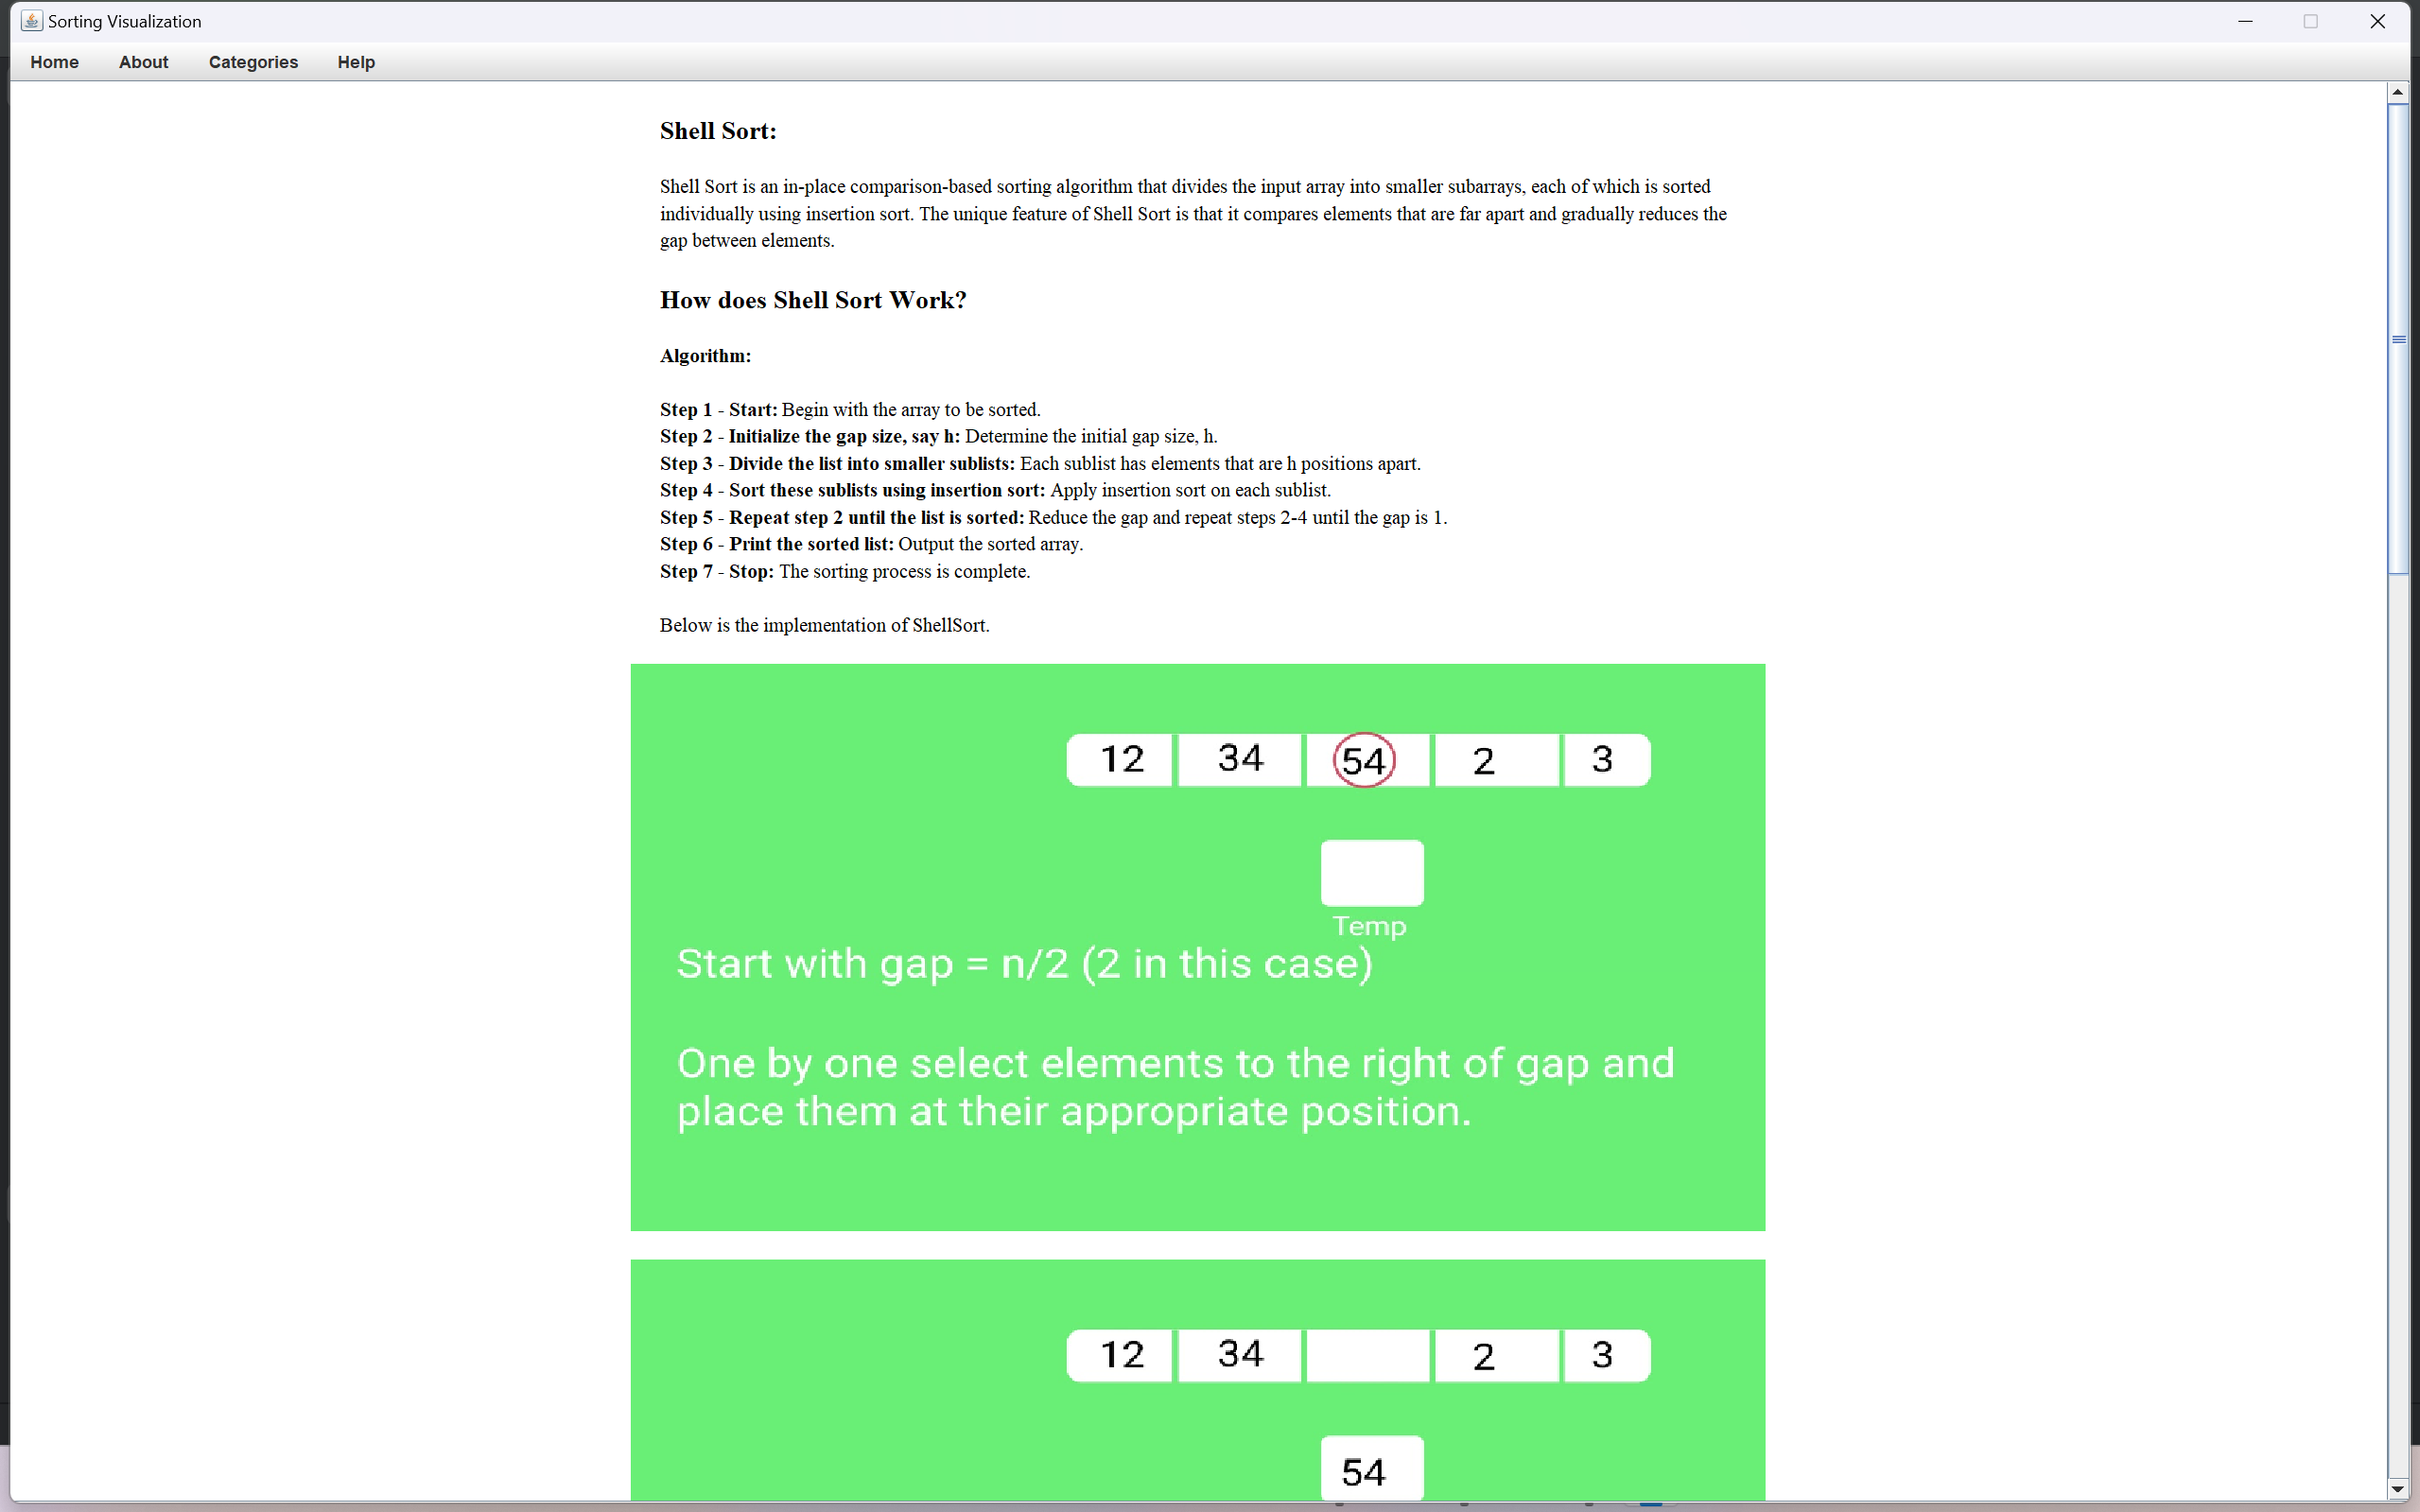 Sorting Visualization
Home About Categories Help
Shell Sort:
Shell Sort is an in-place comparison-based sorting algorithm that divides the input array into smaller subarrays, each of which is sorted
individually using insertion sort. The unique feature of Shell Sort is that it compares elements that are far apart and gradually reduces the
gap between elements.
How does Shell Sort Work?
Algorithm:
Step 1 - Start: Begin with the array to be sorted.
Step 2 - Initialize the gap size, say h: Determine the initial gap size, h.
Step 3 - Divide the list into smaller sublists: Each sublist has elements that are h positions apart.
Step 4 - Sort these sublists using insertion sort: Apply insertion sort on each sublist.
Step 5 - Repeat step 2 until the list is sorted: Reduce the gap and repeat steps 2-4 until the gap is 1.
Step 6 - Print the sorted list: Output the sorted array.
Step 7 - Stop: The sorting process is complete.
Below is the implementation of ShellSort.
12 34 54 2 3
Temp
Start with gap = n/2 (2 in this case)
One by one select elements to the right of gap and
place them at their appropriate position.
12 34 2 3
54